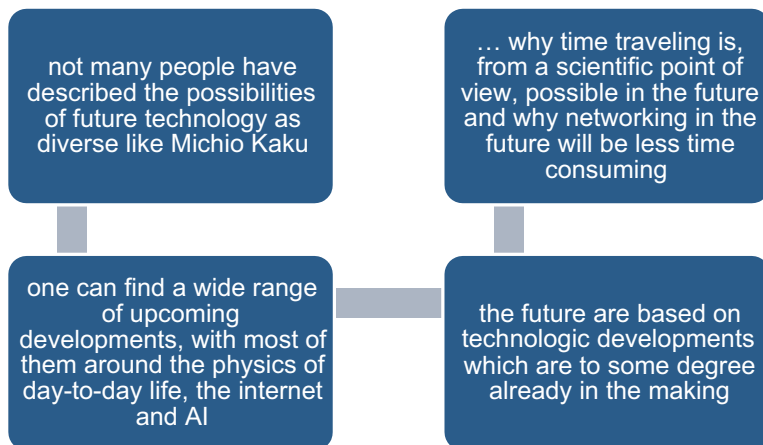 not many people have
described the possibilities
of future technology as
diverse like Michio Kaku
one can find a wide range
of upcoming
developments, with most of
them around the physics of
day-to-day life, the internet
and AI
the future are based on
technologic developments
which are to some degree
already in the making
… why time traveling is,
from a scientific point of
view, possible in the future
and why networking in the
future will be less time
consuming